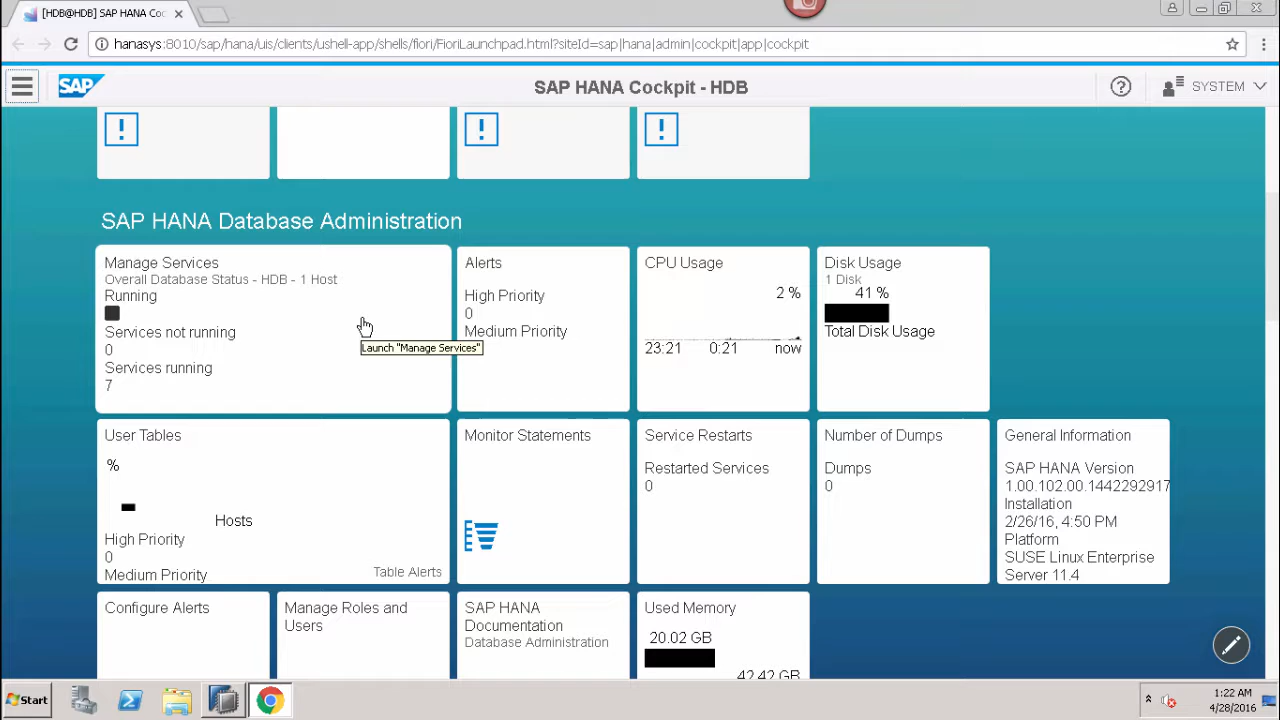 [HDB@HDB] SAP HANA Coc
hanasys:8010/sap/hana/uis/clients/ushell-app/shells/fiori/FioriLaunchpad.html?siteId=sap|hana|admin|cockpit|app|cockpit
SAP
SAP HANA Cockpit - HDB
SYSTEM
SAP HANA Database Administration
Manage Services
Overall Database Status - HDB - 1 Host
Running
Services not running
0
Services running
7
Launch "Manage Services"
Alerts
High Priority
0
Medium Priority
CPU Usage
2 %
23:21 0:21 now
Disk Usage
1 Disk
41 %
Total Disk Usage
User Tables
%
Hosts
High Priority
0
Medium Priority
Table Alerts
Monitor Statements
Service Restarts
Restarted Services
0
Number of Dumps
Dumps
0
General Information
SAP HANA Version
1.00.102.00.1442292917
Installation
2/26/16, 4:50 PM
Platform
SUSE Linux Enterprise
Server 11.4
Configure Alerts
Manage Roles and
Users
SAP HANA
Documentation
Database Administration
Used Memory
20.02 GB
42.42 GB
Start
1:22 AM
4/28/2016